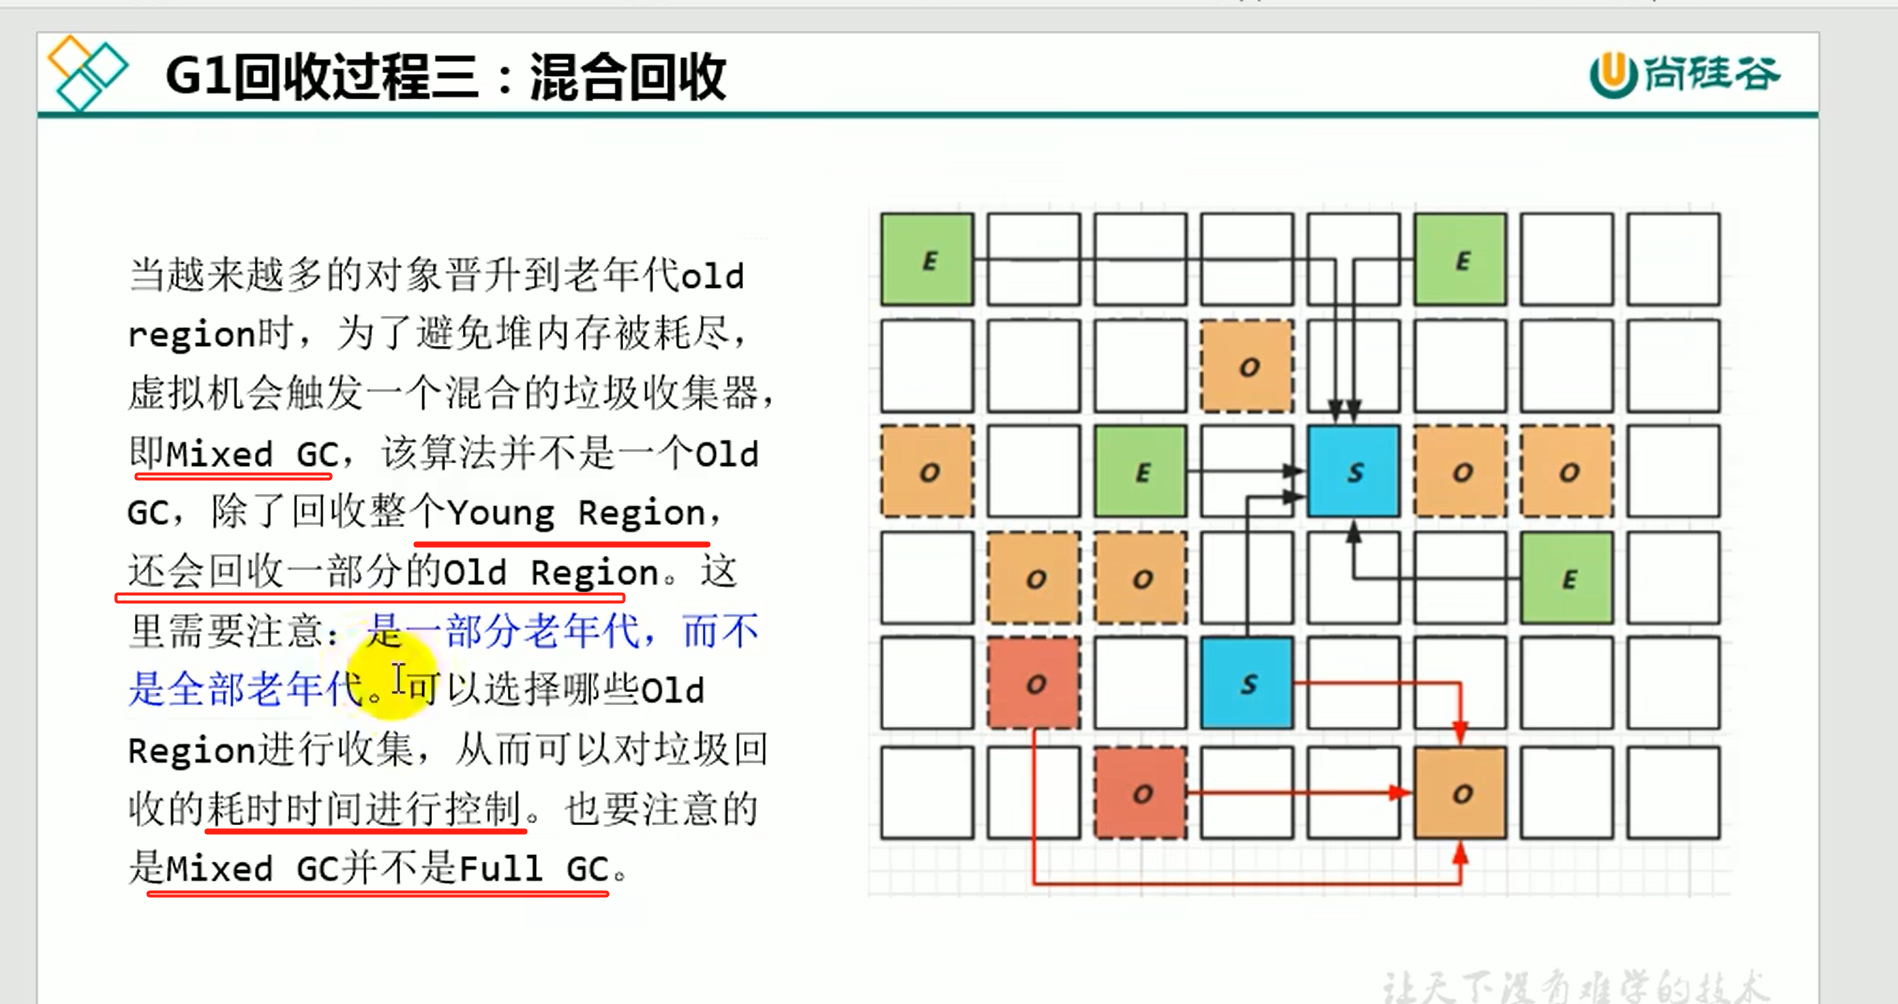 G1回收过程三：混合回收
尚硅谷
当越来越多的对象晋升到老年代old
region时，为了避免堆内存被耗尽，
虚拟机会触发一个混合的垃圾收集器，
即Mixed GC，该算法并不是一个Old
GC，除了回收整个Young Region，
还会回收一部分的Old Region。这
里需要注意：是一部分老年代，而不
是全部老年代。可以选择哪些Old
Region进行收集，从而可以对垃圾回
收的耗时时间进行控制。也要注意的
是Mixed GC并不是Full GC。
E E
O
O E S O O
O O E
O S
O O
让天下没有难学的技术